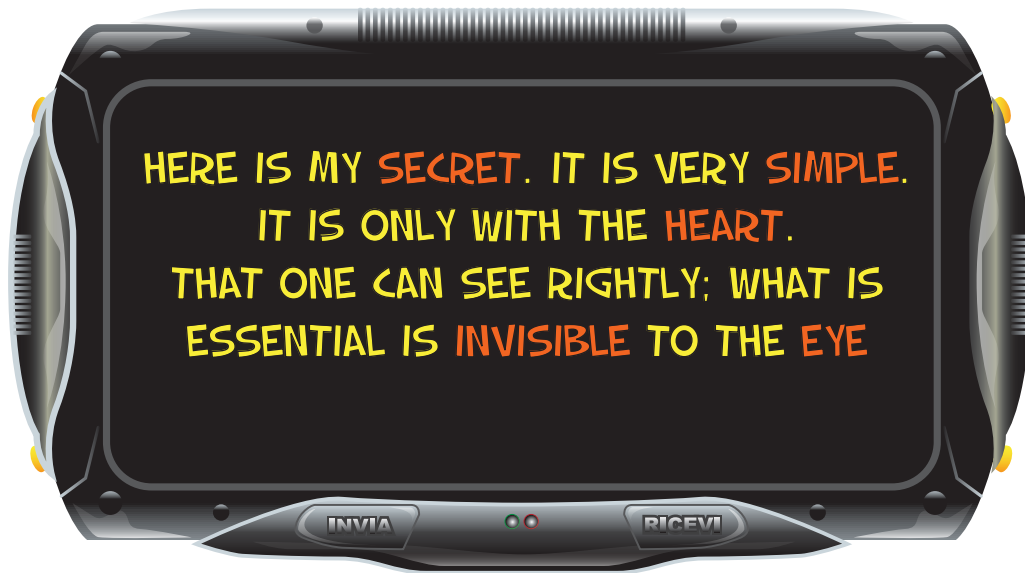 HERE IS MY SECRET. IT IS VERY SIMPLE.
IT IS ONLY WITH THE HEART.
THAT ONE CAN SEE RIGHTLY; WHAT IS
ESSENTIAL IS INVISIBLE TO THE EYE
INVIA
RICEVI